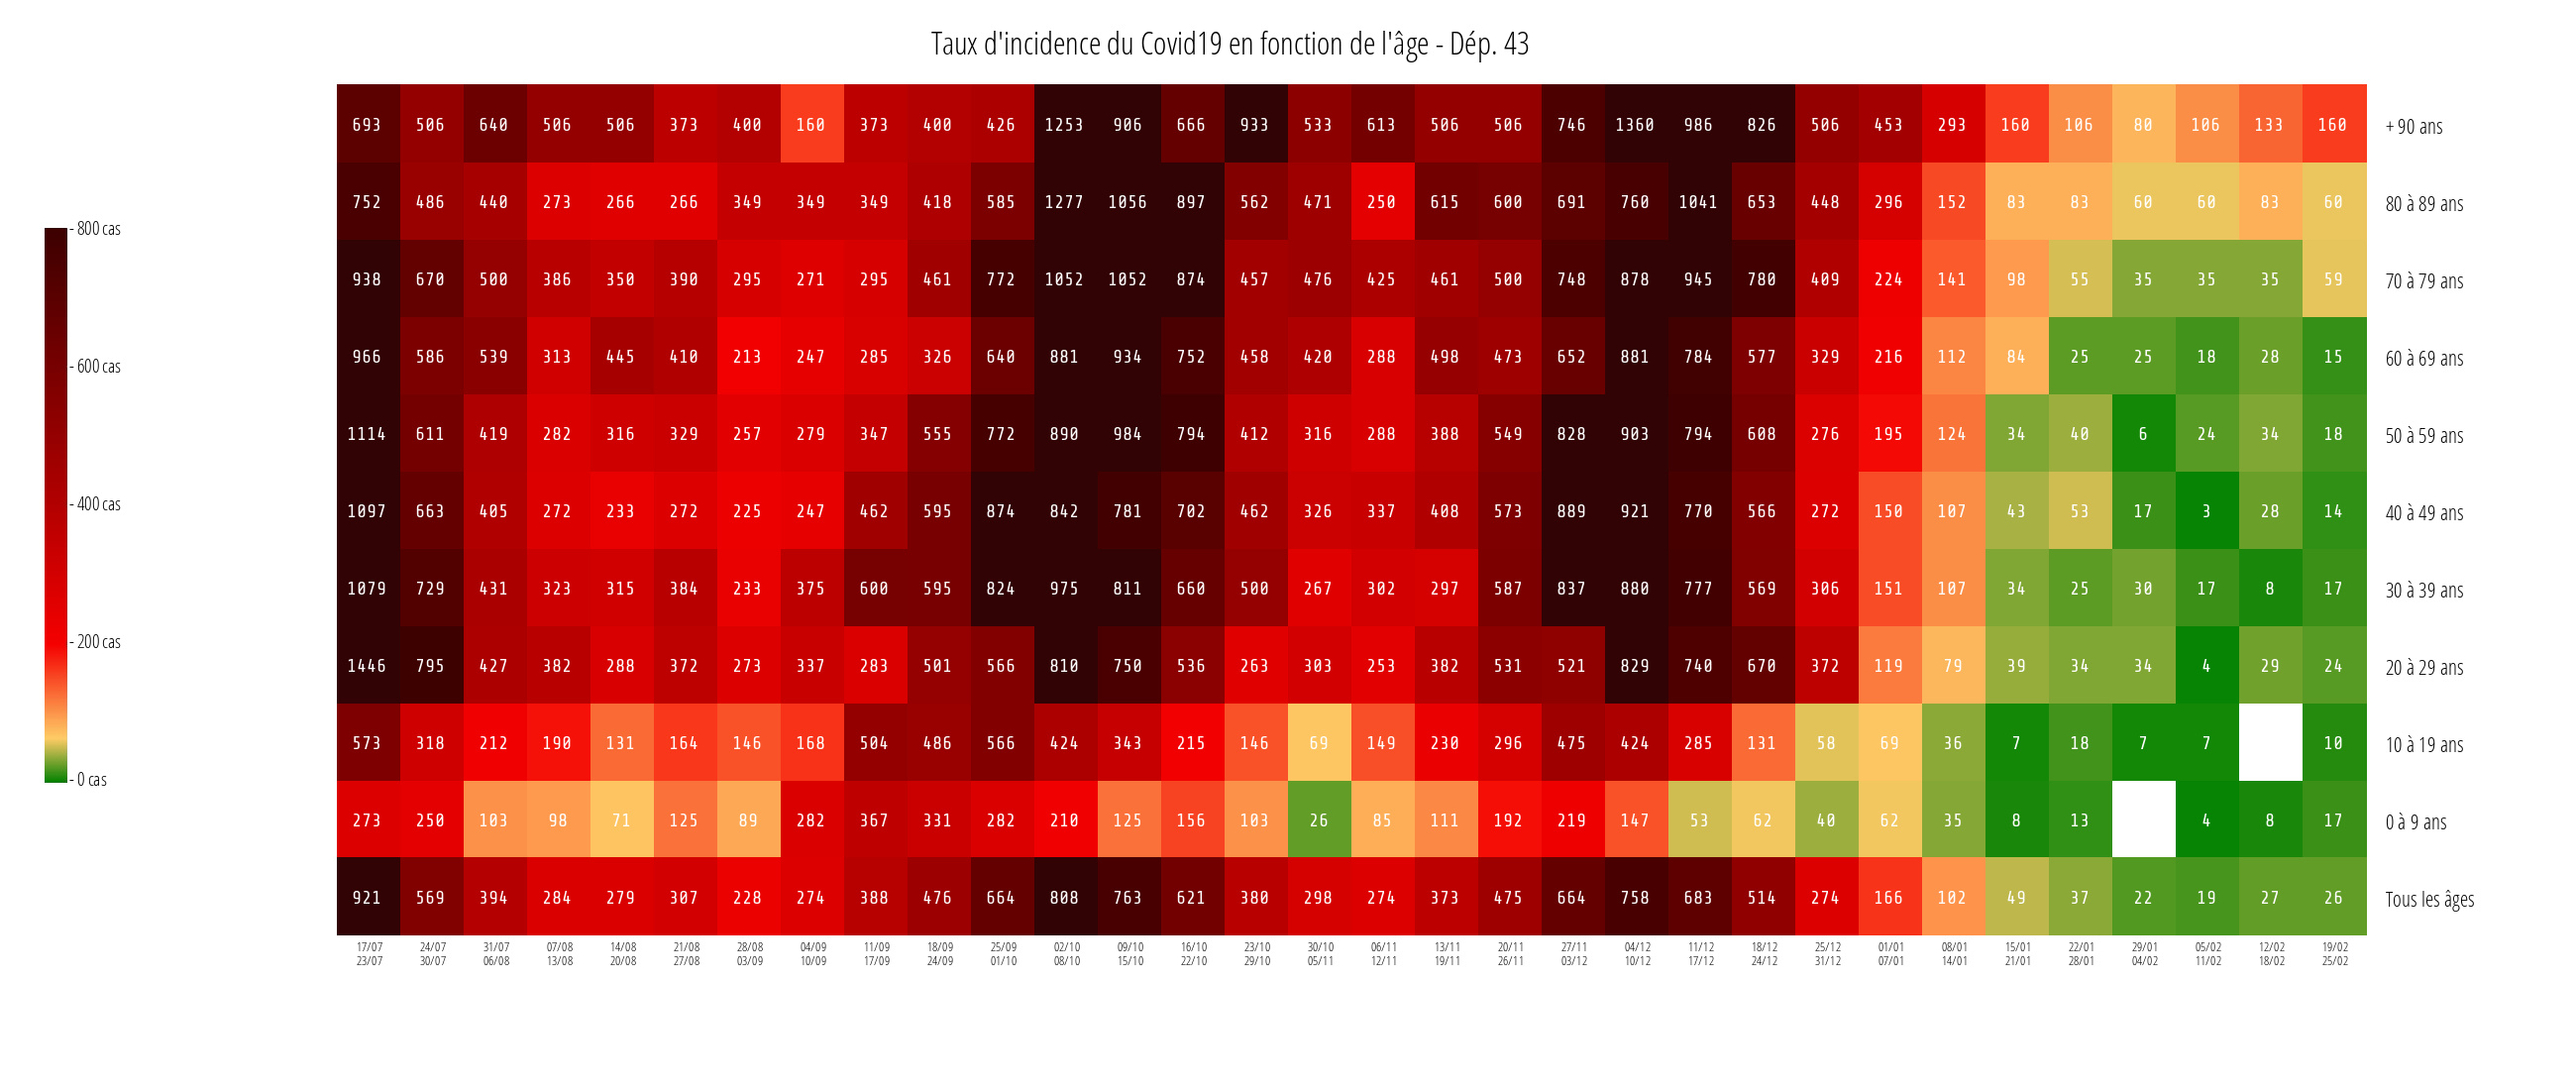 Taux d'incidence du Covid19 en fonction de l'âge - Dép. 43
693 506 640 506 506 373 400 160 373 400 426 1253 906 666 933 533 613 506 506 746 1360 986 826 506 453 293 160 106 80 106 133 160 + 90 ans
752 486 440 273 266 266 349 349 349 418 585 1277 1056 897 562 471 250 615 600 691 760 1041 653 448 296 152 83 83 60 60 83 60 80 à 89 ans
- 800 cas
938 670 500 386 350 390 295 271 295 461 772 1052 1052 874 457 476 425 461 500 748 878 945 780 409 224 141 98 55 35 35 35 59 70 à 79 ans
966 586 539 313 445 410 213 247 285 326 640 881 934 752 458 420 288 498 473 652 881 784 577 329 216 112 84 25 25 18 28 15 60 à 69 ans
- 600 cas
1114 611 419 282 316 329 257 279 347 555 772 890 984 794 412 316 288 388 549 828 903 794 608 276 195 124 34 40 6 24 34 18 50 à 59 ans
- 400 cas
1097 663 405 272 233 272 225 247 462 595 874 842 781 702 462 326 337 408 573 889 921 770 566 272 150 107 43 53 17 3 28 14 40 à 49 ans
1079 729 431 323 315 384 233 375 600 595 824 975 811 660 500 267 302 297 587 837 880 777 569 306 151 107 34 25 30 17 8 17 30 à 39 ans
- 200 cas
1446 795 427 382 288 372 273 337 283 501 566 810 750 536 263 303 253 382 531 521 829 740 670 372 119 79 39 34 34 4 29 24 20 à 29 ans
573 318 212 190 131 164 146 168 504 486 566 424 343 215 146 69 149 230 296 475 424 285 131 58 69 36 7 18 7 7 10 10 à 19 ans
- 0 cas
273 250 103 98 71 125 89 282 367 331 282 210 125 156 103 26 85 111 192 219 147 53 62 40 62 35 8 13 4 8 17 0 à 9 ans
921 569 394 284 279 307 228 274 388 476 664 808 763 621 380 298 274 373 475 664 758 683 514 274 166 102 49 37 22 19 27 26 Tous les âges
17/07 24/07 31/07 07/08 14/08 21/08 28/08 04/09 11/09 18/09 25/09 02/10 09/10 16/10 23/10 30/10 06/11 13/11 20/11 27/11 04/12 11/12 18/12 25/12 01/01 08/01 15/01 22/01 29/01 05/02 12/02 19/02
23/07 30/07 06/08 13/08 20/08 27/08 03/09 10/09 17/09 24/09 01/10 08/10 15/10 22/10 29/10 05/11 12/11 19/11 26/11 03/12 10/12 17/12 24/12 31/12 07/01 14/01 21/01 28/01 04/02 11/02 18/02 25/02